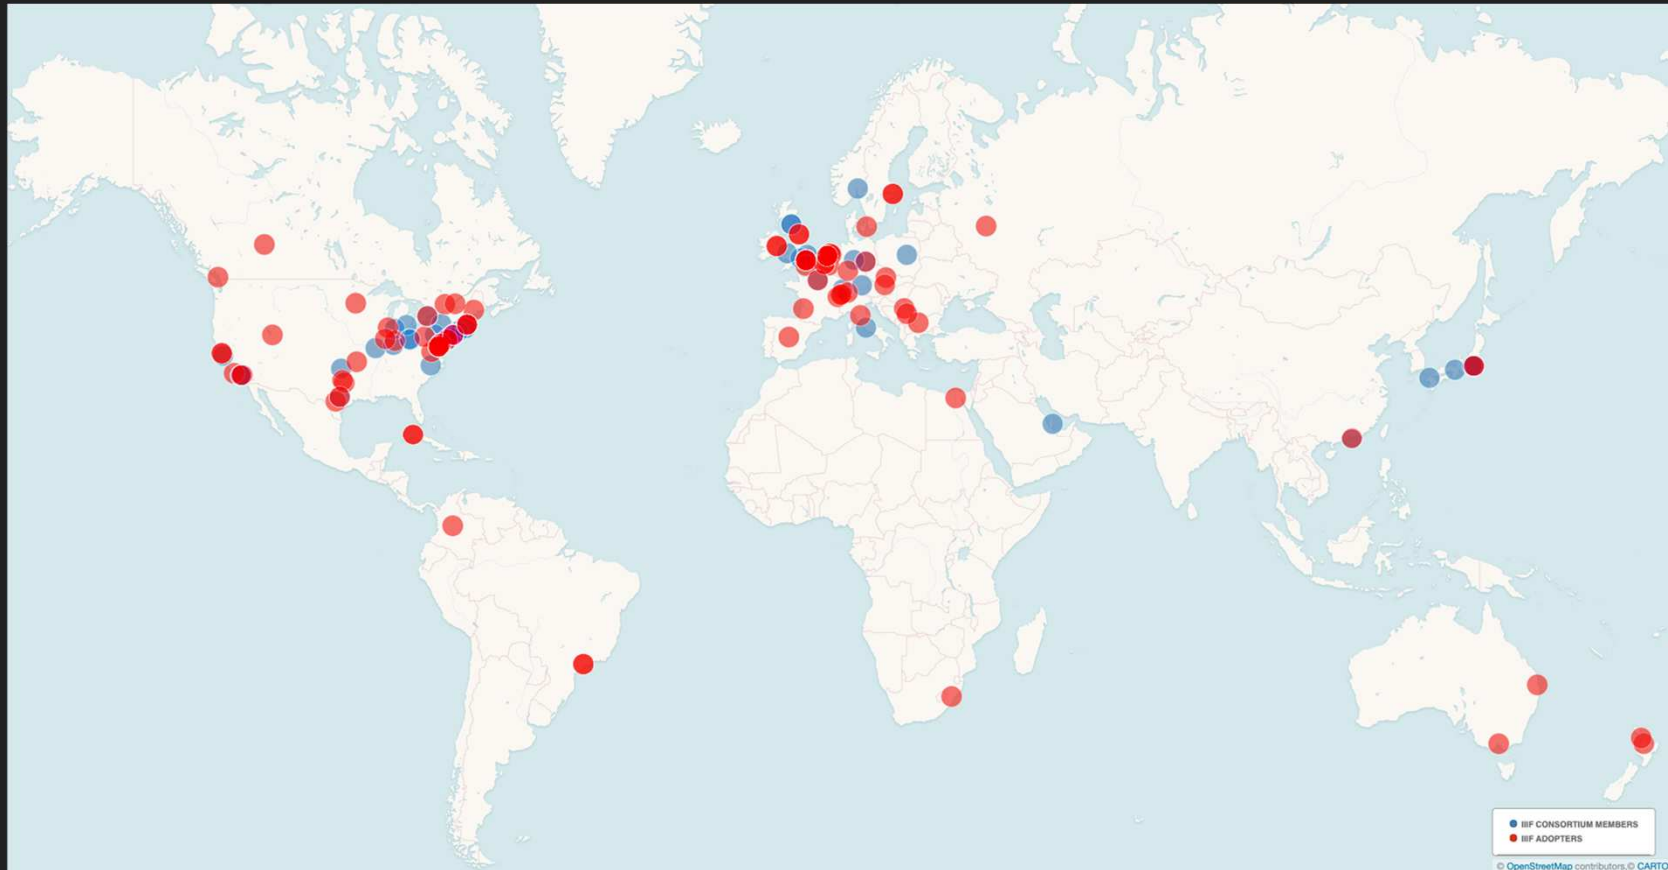 IIIF CONSORTIUM MEMBERS
IIIF ADOPTERS
© OpenStreetMap contributors,© CARTO